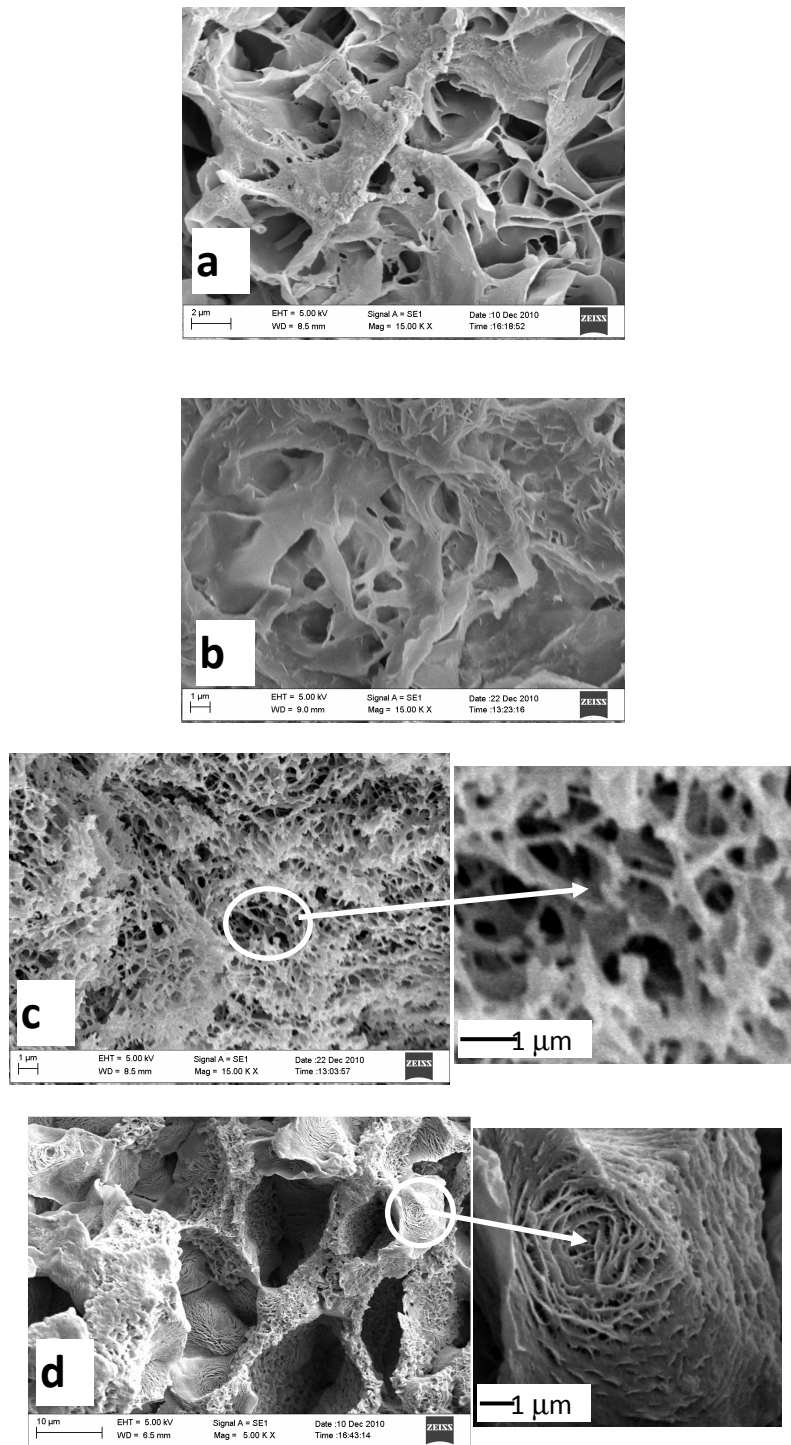 a
2 µm EHT = 5.00 kV Signal A = SE1 Date :10 Dec 2010
WD = 8.5 mm Mag = 15.00 K X Time :16:18:52
ZEISS
b
1 µm EHT = 5.00 kV Signal A = SE1 Date :22 Dec 2010
WD = 9.0 mm Mag = 15.00 K X Time :13:23:16
ZEISS
c
1 µm EHT = 5.00 kV Signal A = SE1 Date :22 Dec 2010
WD = 8.5 mm Mag = 15.00 K X Time :13:03:57
ZEISS
1 µm
d
10 µm EHT = 5.00 kV Signal A = SE1 Date :10 Dec 2010
WD = 6.5 mm Mag = 5.00 K X Time :16:43:14
ZEISS
1 µm